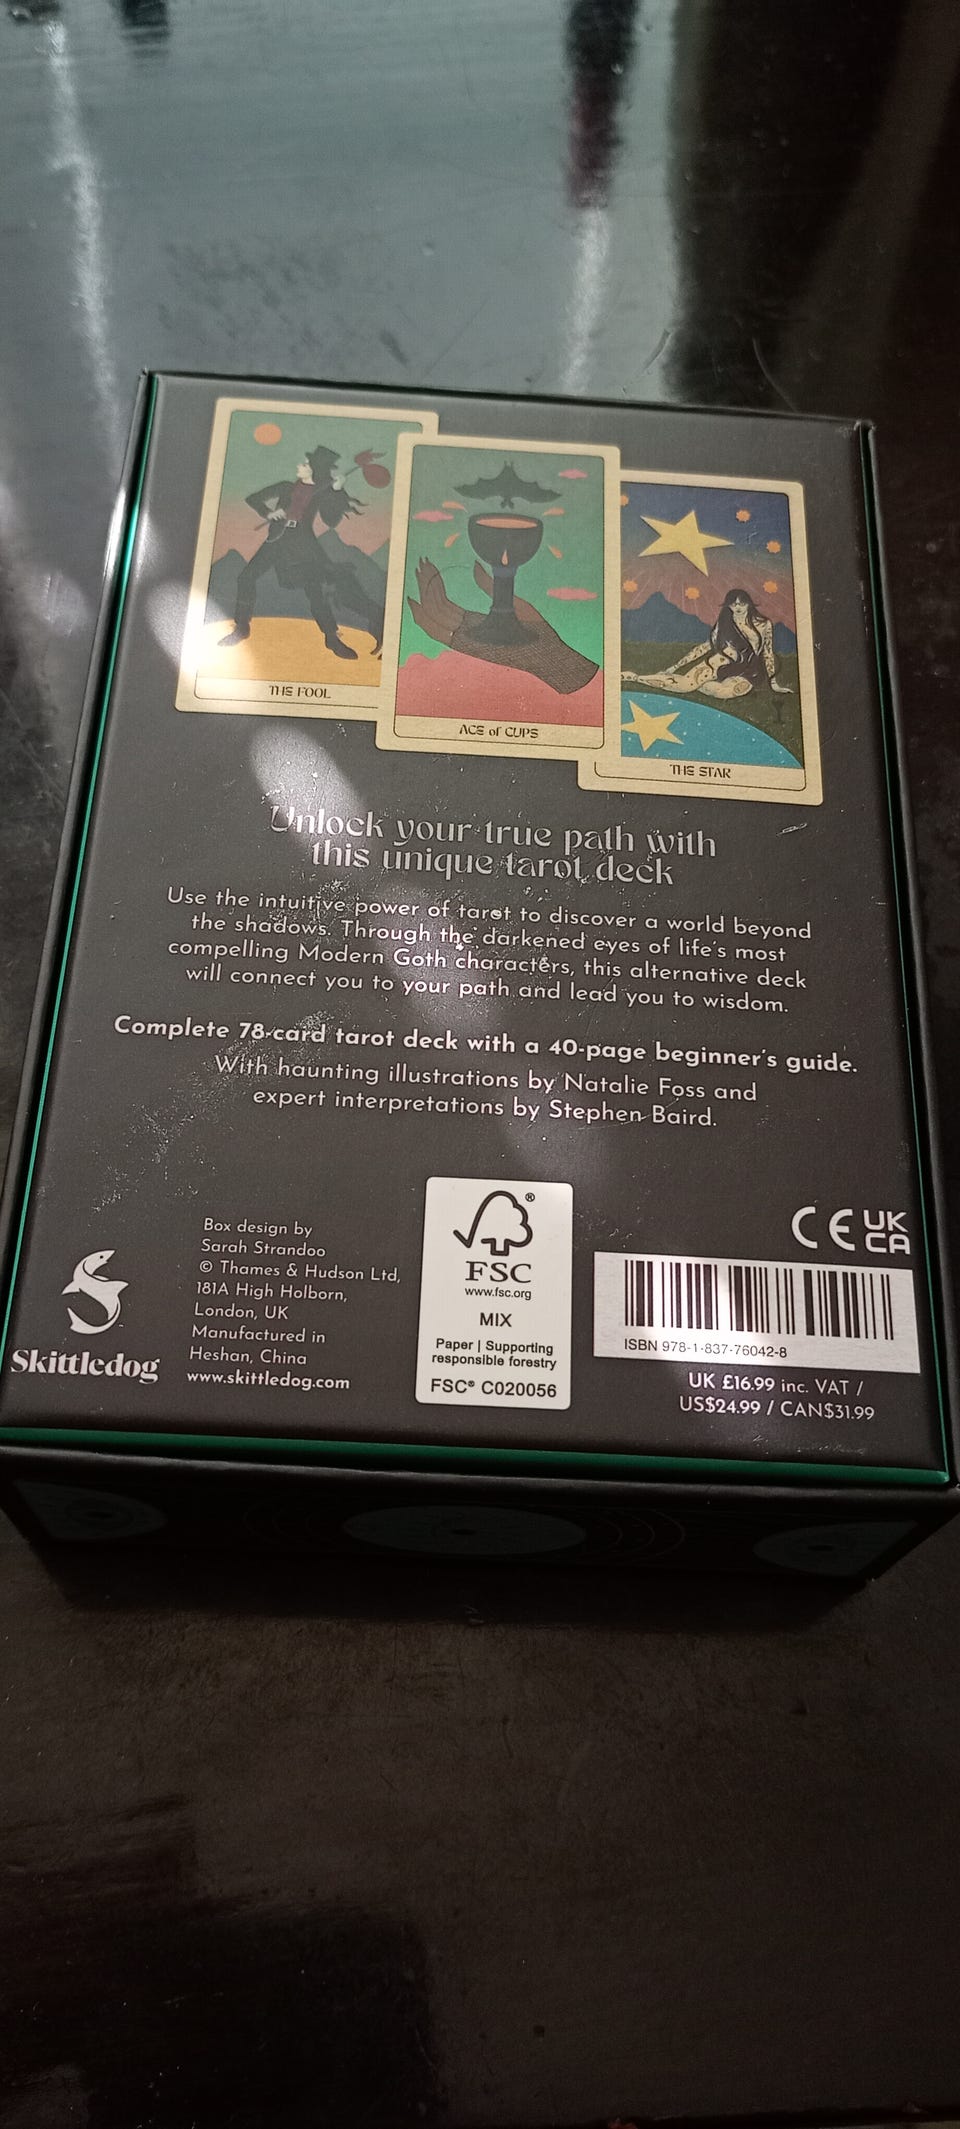 THE FOOL
ACE of CUPS
THE STAR
Unlock your true path with
this unique tarot deck
Use the intuitive power of tarot to discover a world beyond
the shadows. Through the darkened eyes of life's most
compelling Modern Goth characters, this alternative deck
will connect you to your path and lead you to wisdom.
Complete 78-card tarot deck with a 40-page beginner's guide.
With haunting illustrations by Natalie Foss and
expert interpretations by Stephen Baird.
Skittledog
Box design by
Sarah Strandoo
© Thames & Hudson Ltd,
181A High Holborn,
London, UK
Manufactured in
Heshan, China
www.skittledog.com
®
FSC
www.fsc.org
MIX
Paper | Supporting
responsible forestry
FSC® C020056
CE UK
CA
ISBN 978-1-837-76042-8
UK £16.99 inc. VAT /
US$24.99 / CAN$31.99